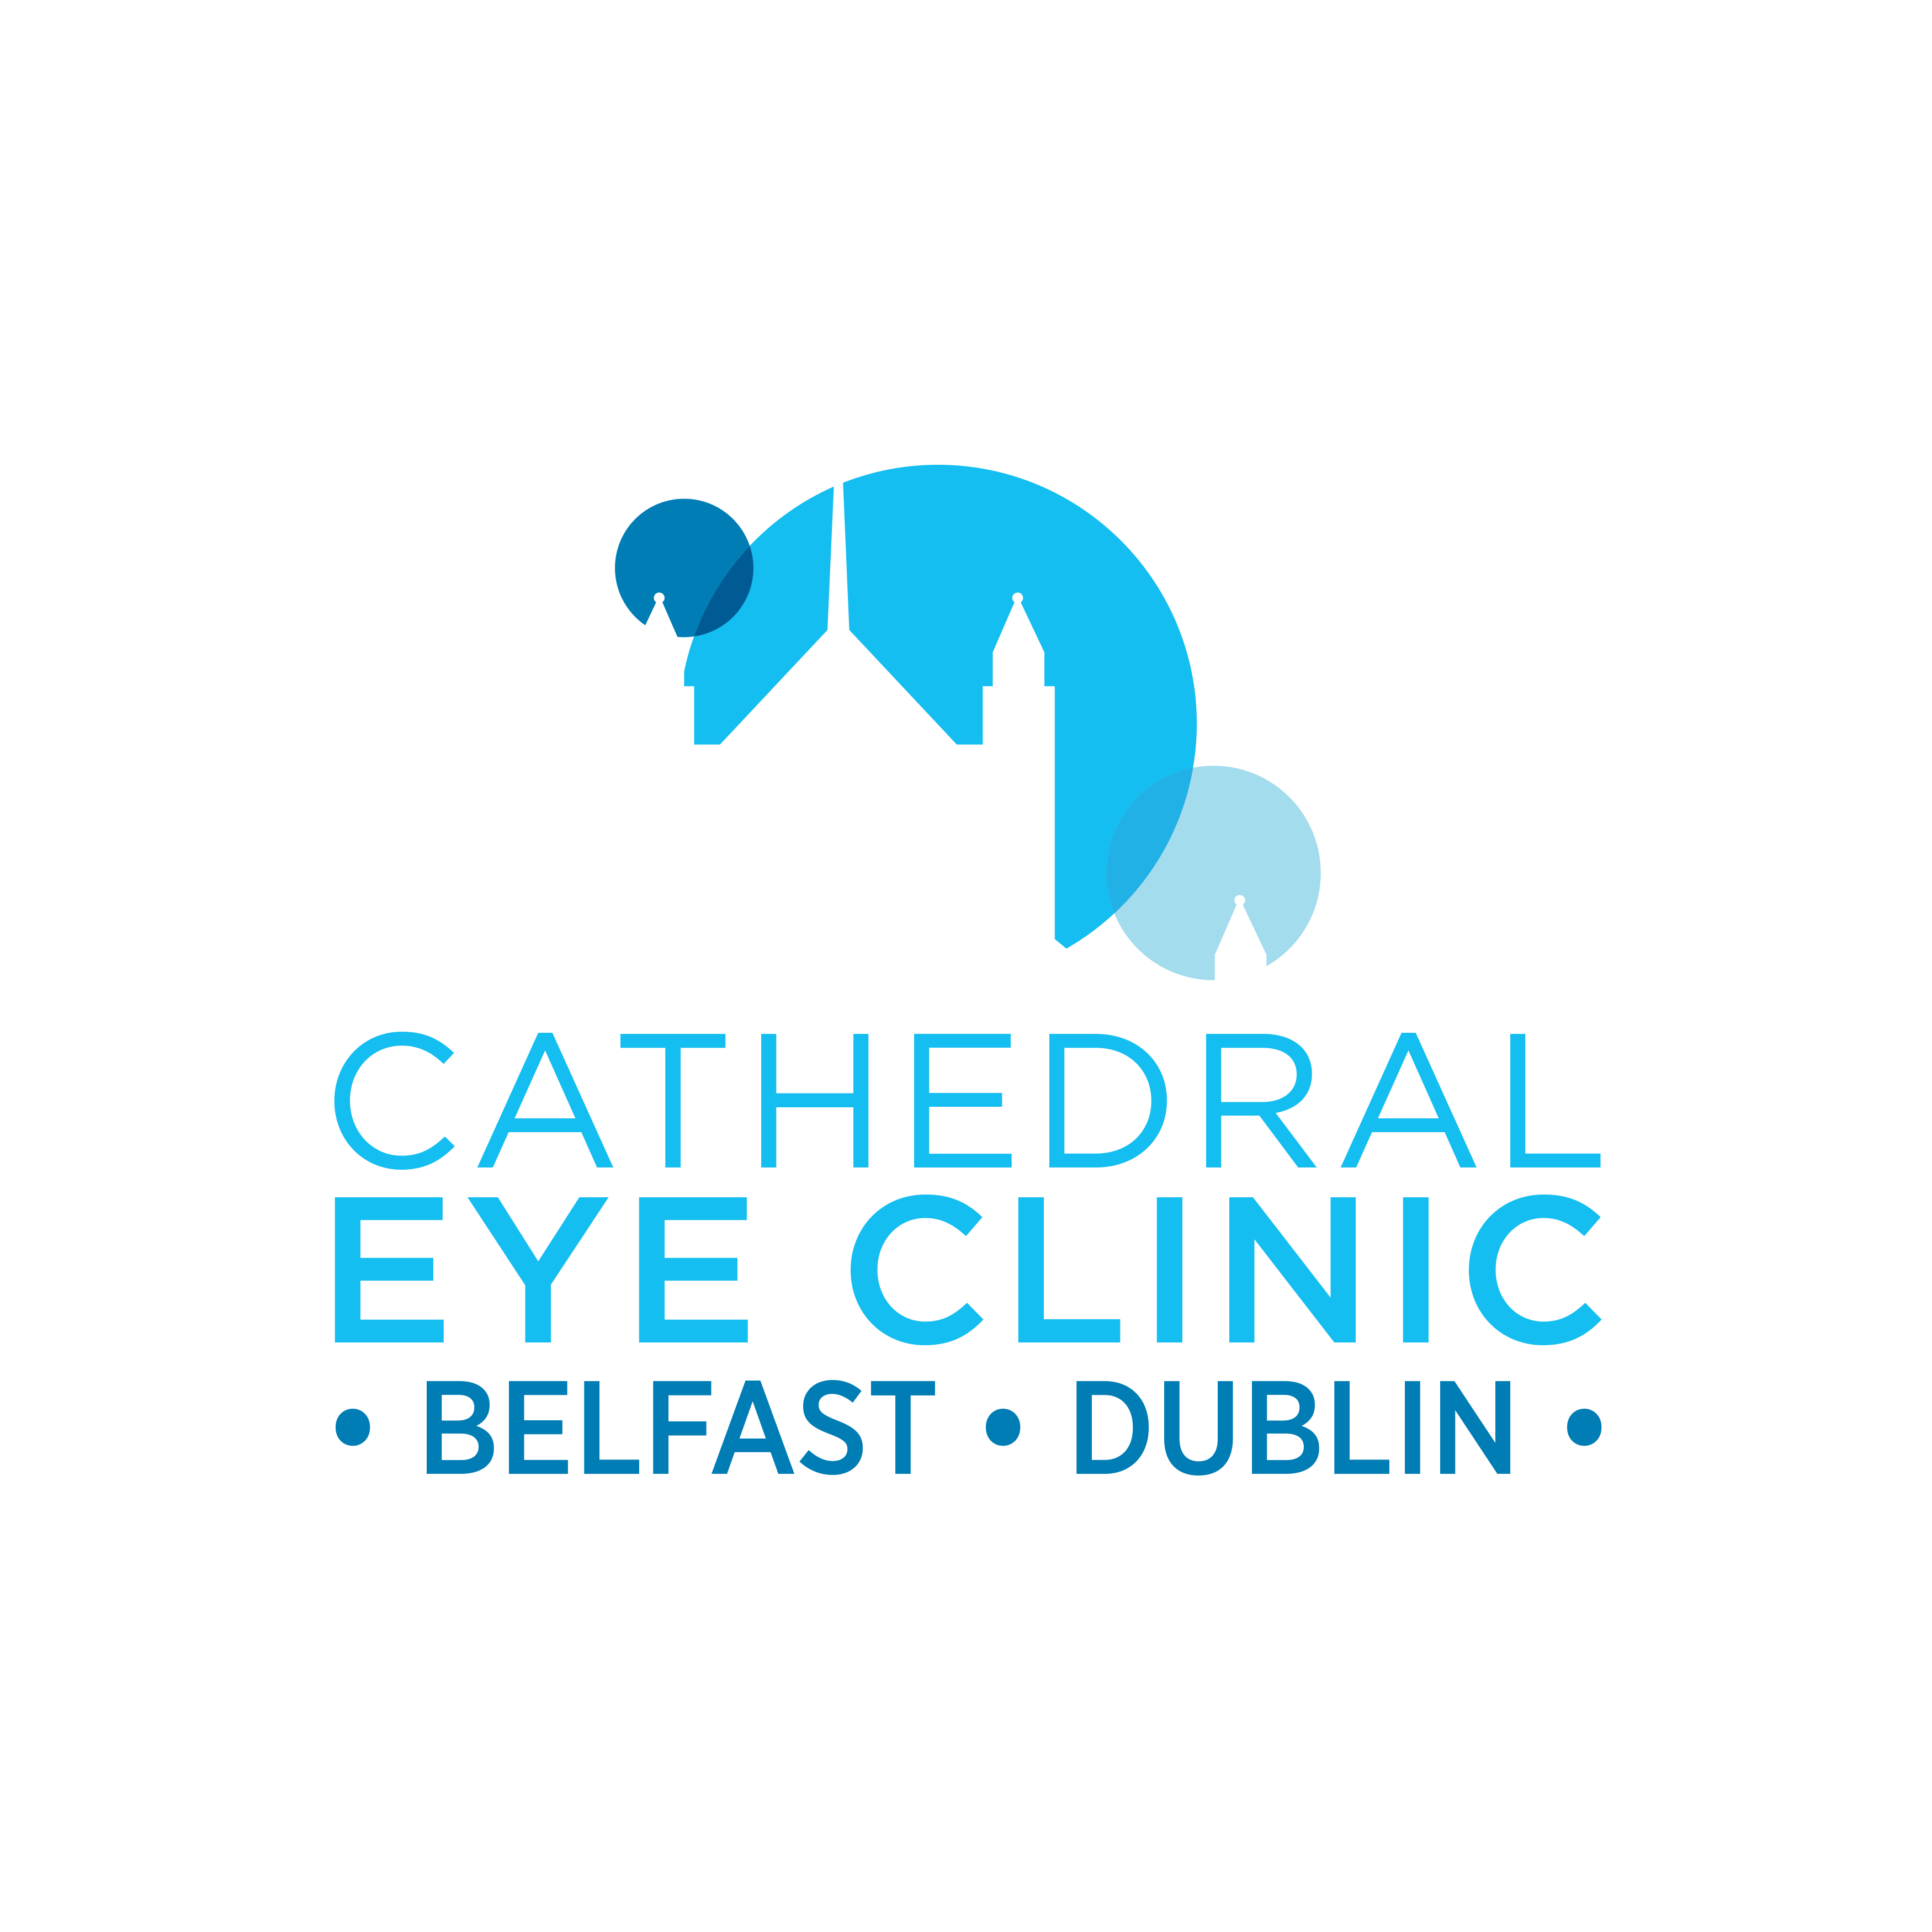 CATHEDRAL
EYE CLINIC
• BELFAST • DUBLIN •